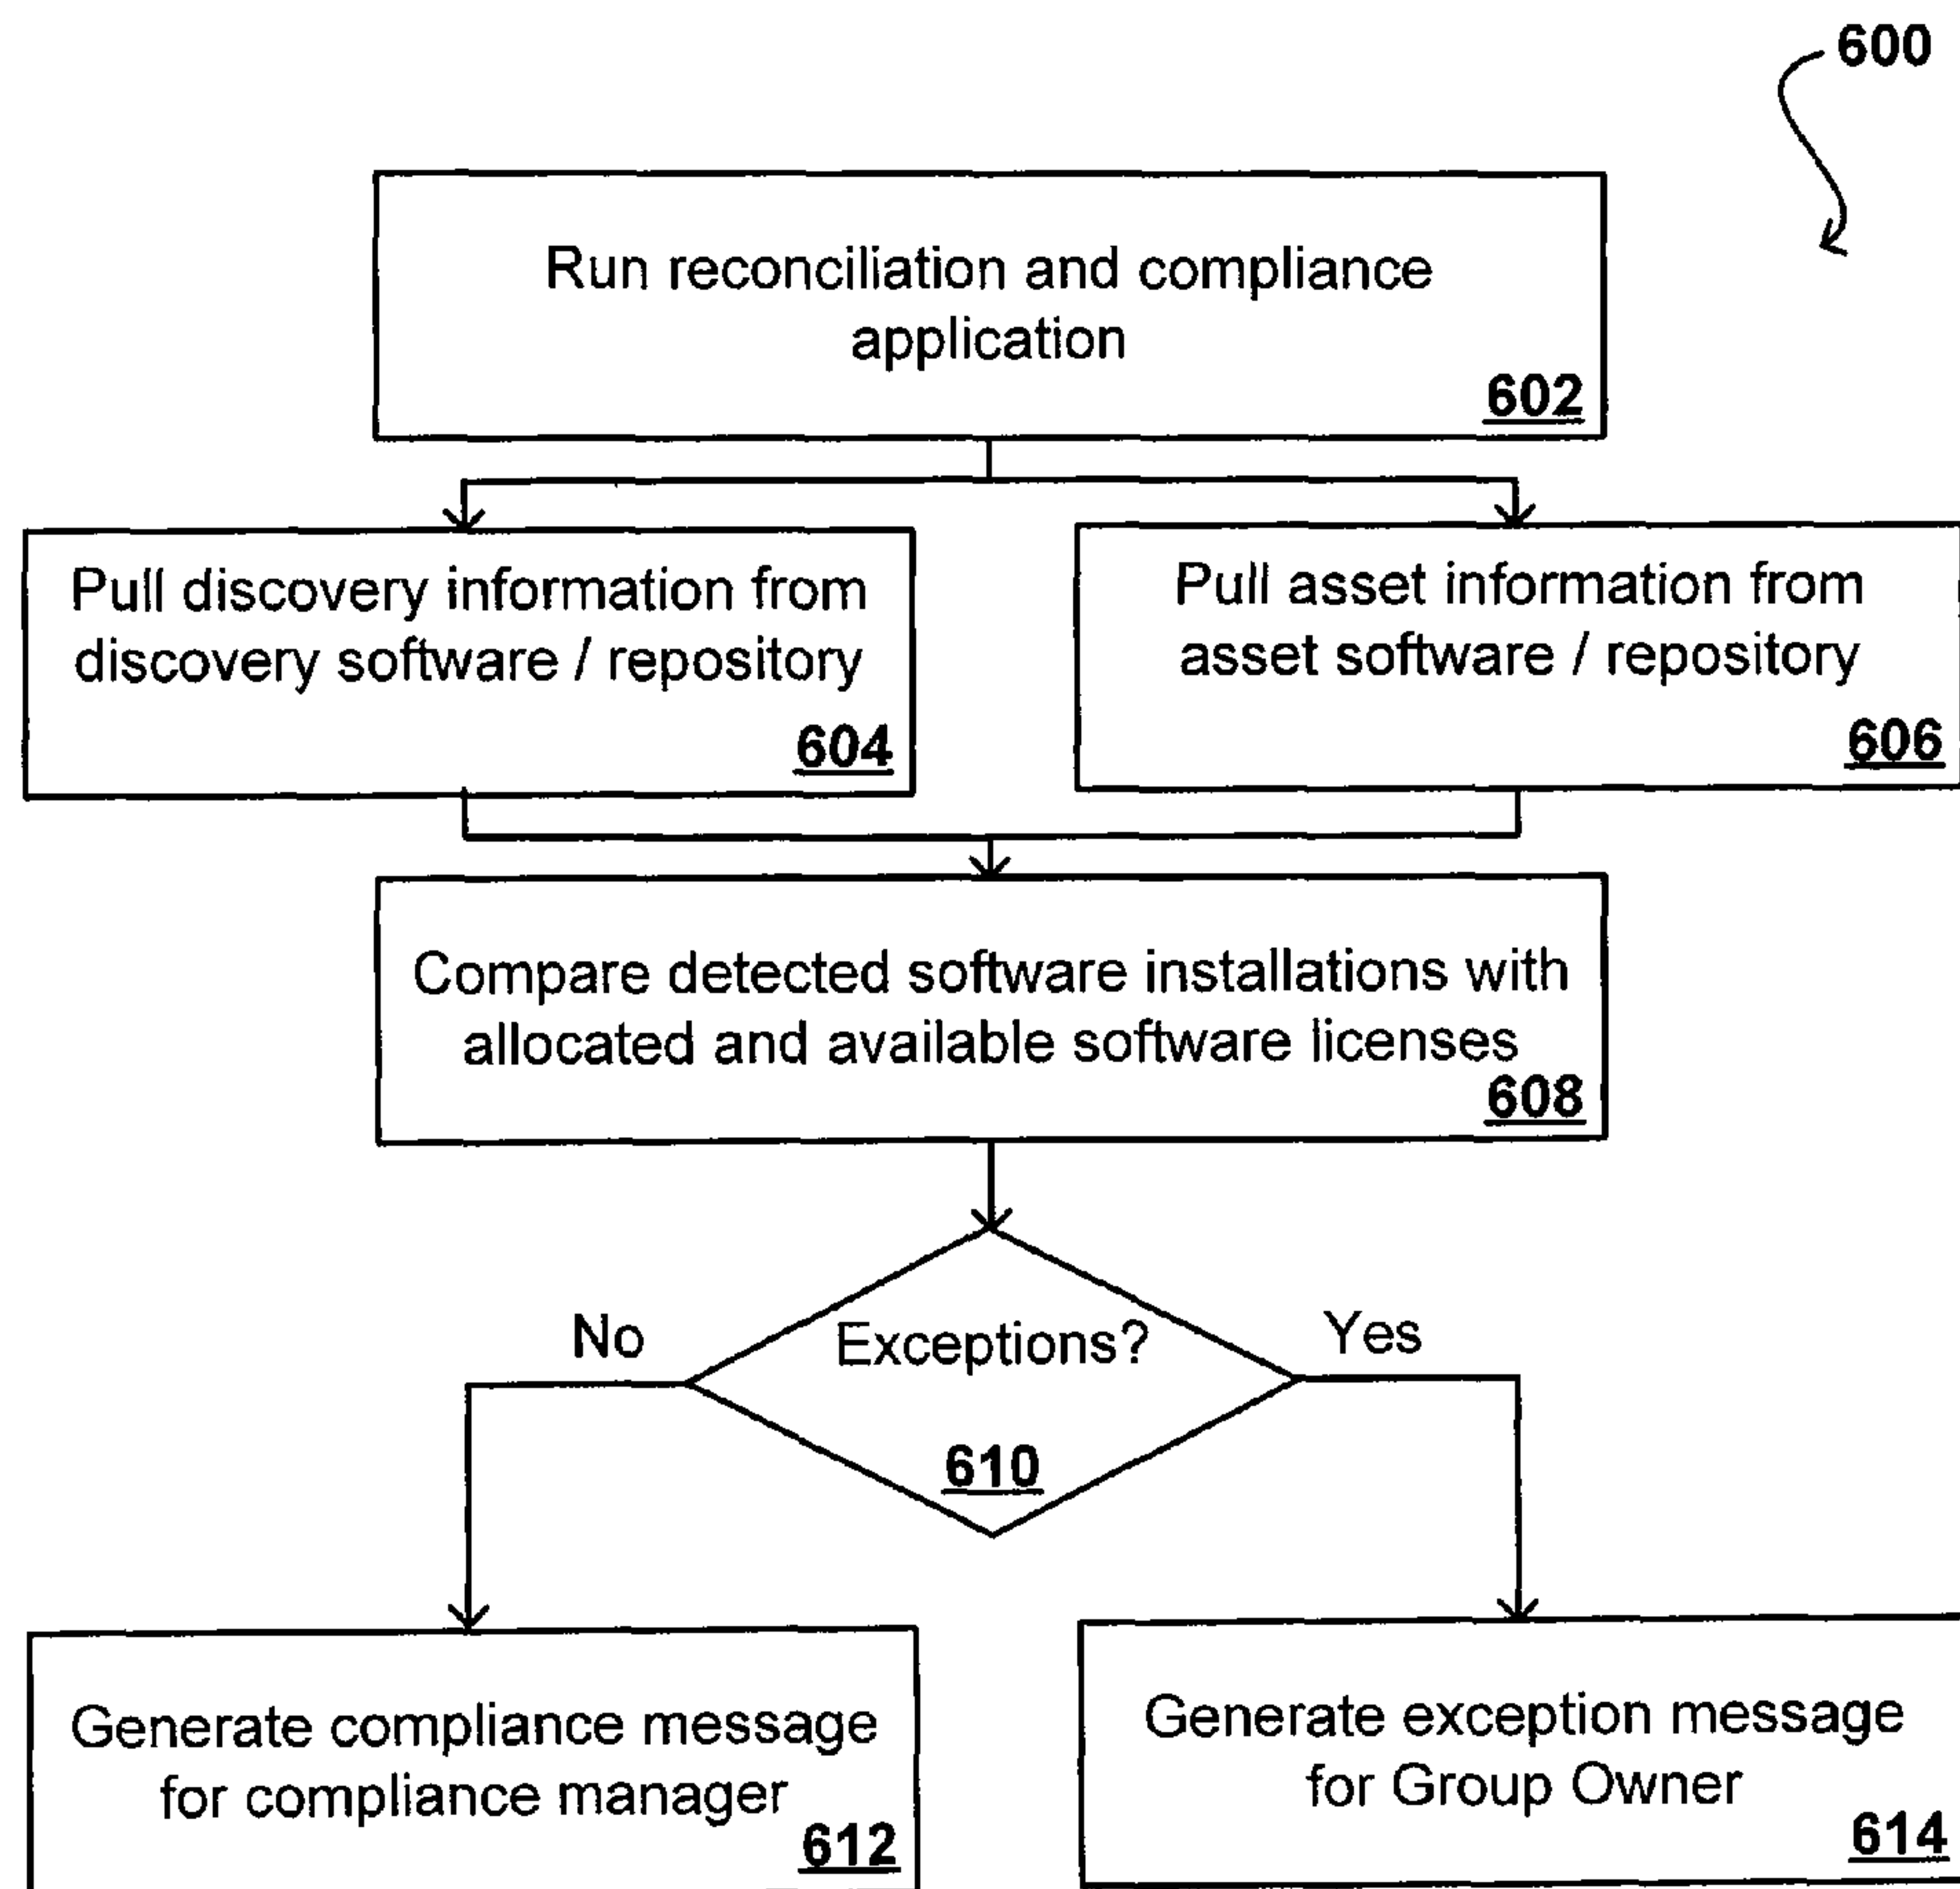 600
Run reconciliation and compliance
application
602
Pull discovery information from
discovery software / repository
604
Pull asset information from
asset software / repository
606
Compare detected software installations with
allocated and available software licenses
608
Exceptions?
No
Yes
610
Generate compliance message
for compliance manager
612
Generate exception message
for Group Owner
614